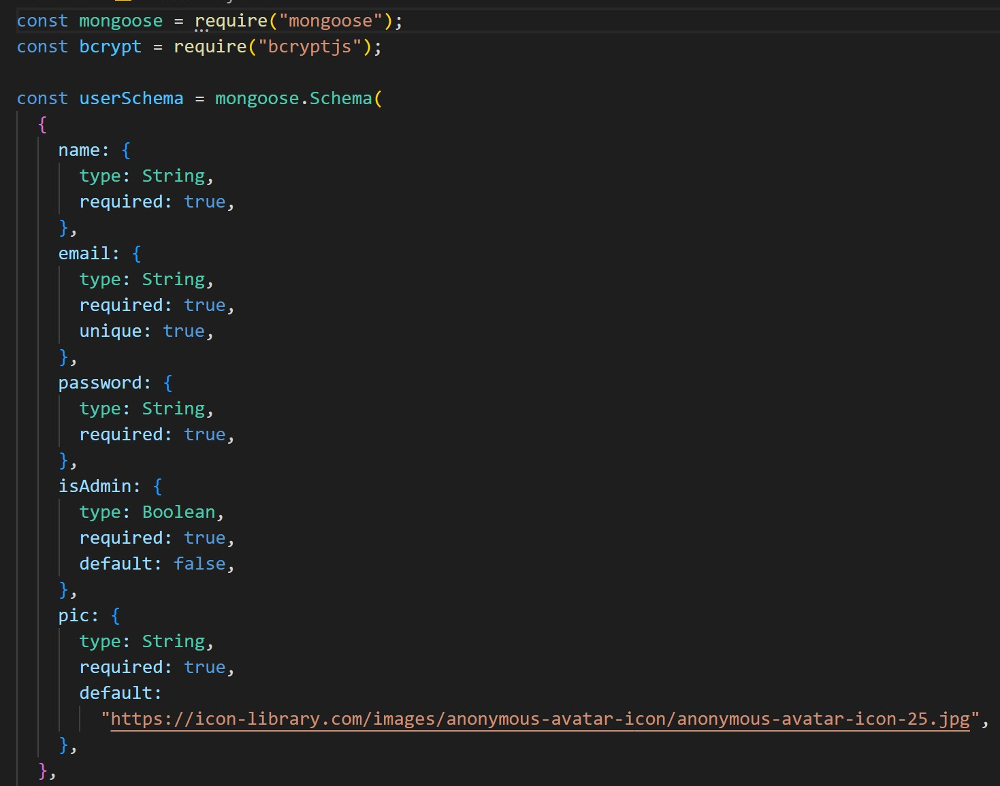 const mongoose = require("mongoose");
const bcrypt = require("bcryptjs");
const userSchema = mongoose.Schema(
{
name: {
type: String,
required: true,
},
email: {
type: String,
required: true,
unique: true,
},
password: {
type: String,
required: true,
},
isAdmin: {
type: Boolean,
required: true,
default: false,
},
pic: {
type: String,
required: true,
default:
"https://icon-library.com/images/anonymous-avatar-icon/anonymous-avatar-icon-25.jpg",
},
},